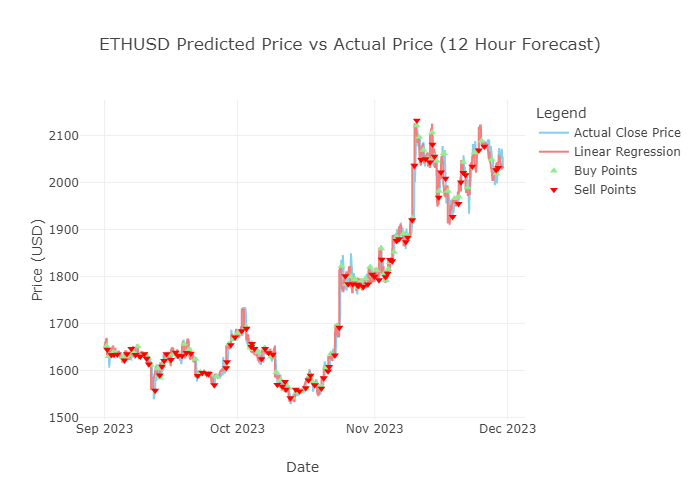 ETHUSD Predicted Price vs Actual Price (12 Hour Forecast)
Legend
Actual Close Price
Linear Regression
Buy Points
Sell Points
Price (USD)
2100
2000
1900
1800
1700
1600
1500
Sep 2023
Oct 2023
Nov 2023
Dec 2023
Date